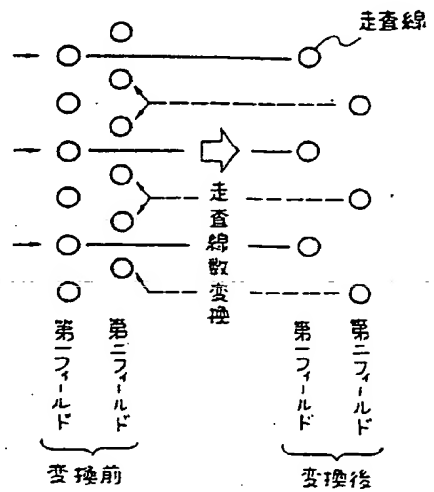 走査線
走査線数変換
第一フィールド
第二フィールド
第一フィールド
第二フィールド
変換前
変換後